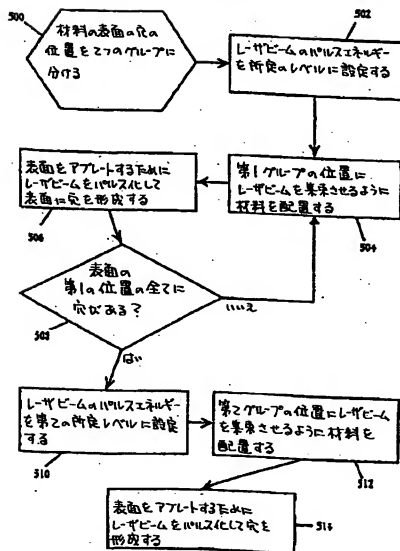 500
材料の表面の穴の
位置を2つのグループに
分ける
502
レーザビームのパルスエネルギー
を所定のレベルに設定する
表面をアブレートするために
レーザビームをパルス化して
表面に穴を形成する
506
第1グループの位置に
レーザビームを集束させるように
材料を配置する
504
表面の
第1の位置の全てに
穴がある?
508
いいえ
はい
レーザビームのパルスエネルギー
を第2の所定レベルに設定
する
510
第2グループの位置にレーザビーム
を集束させるように材料を
配置する
512
表面をアブレートするために
レーザビームをパルス化して穴を
形成する
514